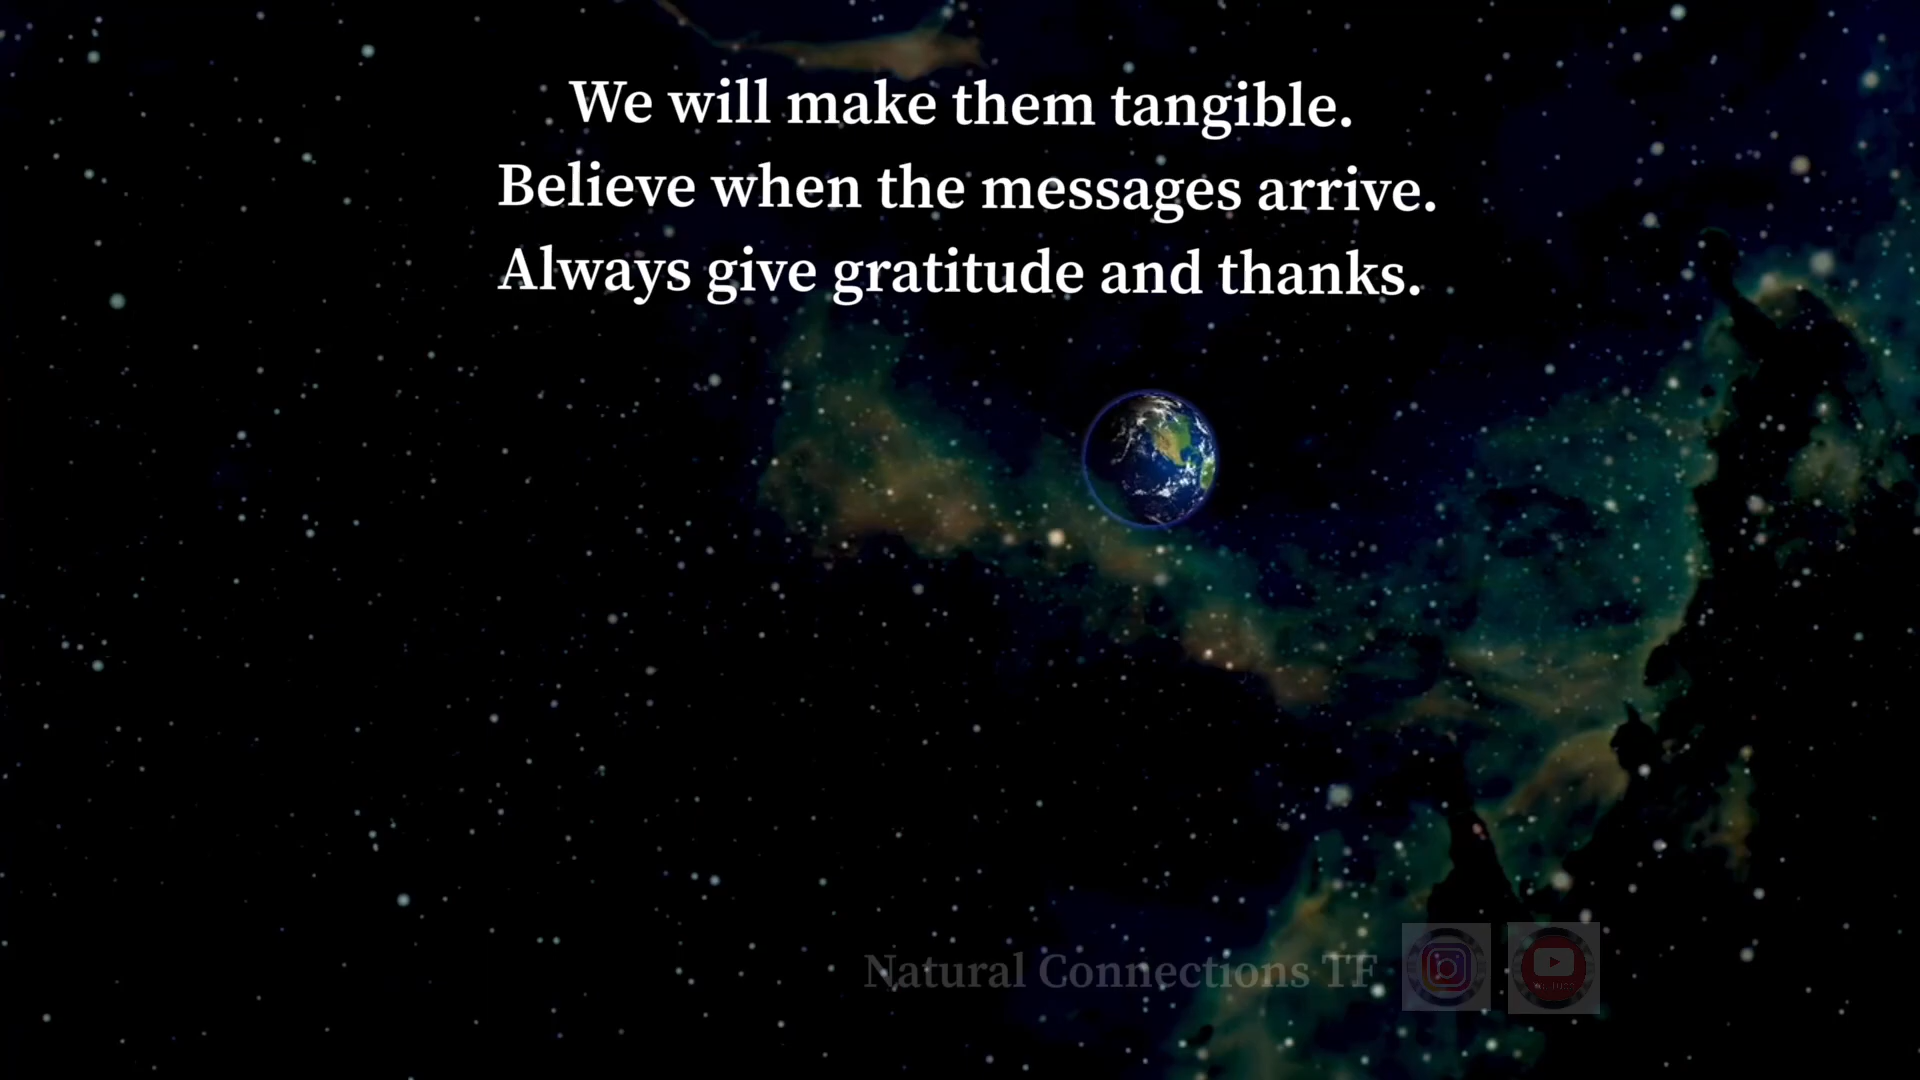 We will make them tangible.
Believe when the messages arrive.
Always give gratitude and thanks.
Natural Connections TF